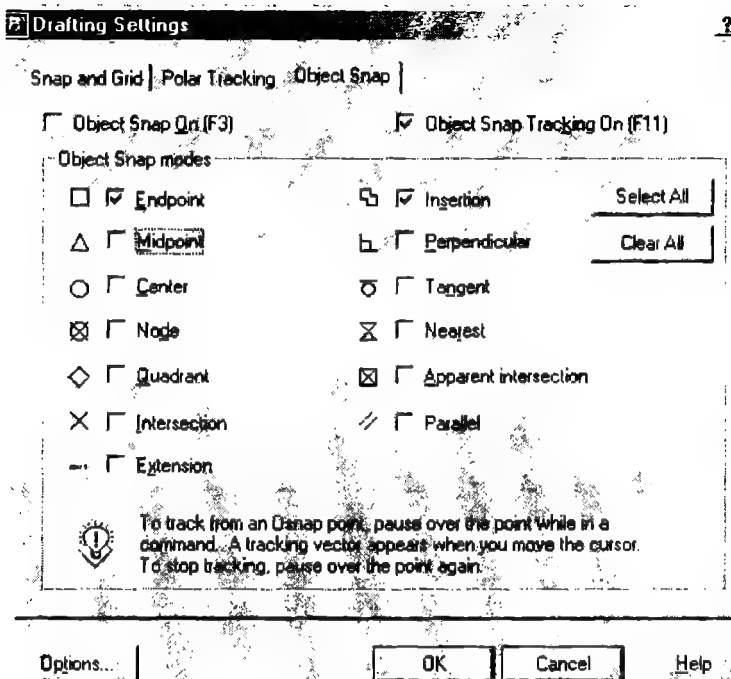 Drafting Settings ?
Snap and Grid Polar Tracking Object Snap
Object Snap On (F3) Object Snap Tracking On (F11)
Object Snap modes
Endpoint Insertion Select All
Midpoint Perpendicular Clear All
Center Tangent
Node Nearest
Quadrant Apparent intersection
Intersection Parallel
Extension
To track from an Osnap point, pause over the point while in a
command. A tracking vector appears when you move the cursor.
To stop tracking, pause over the point again.
Options... OK Cancel Help